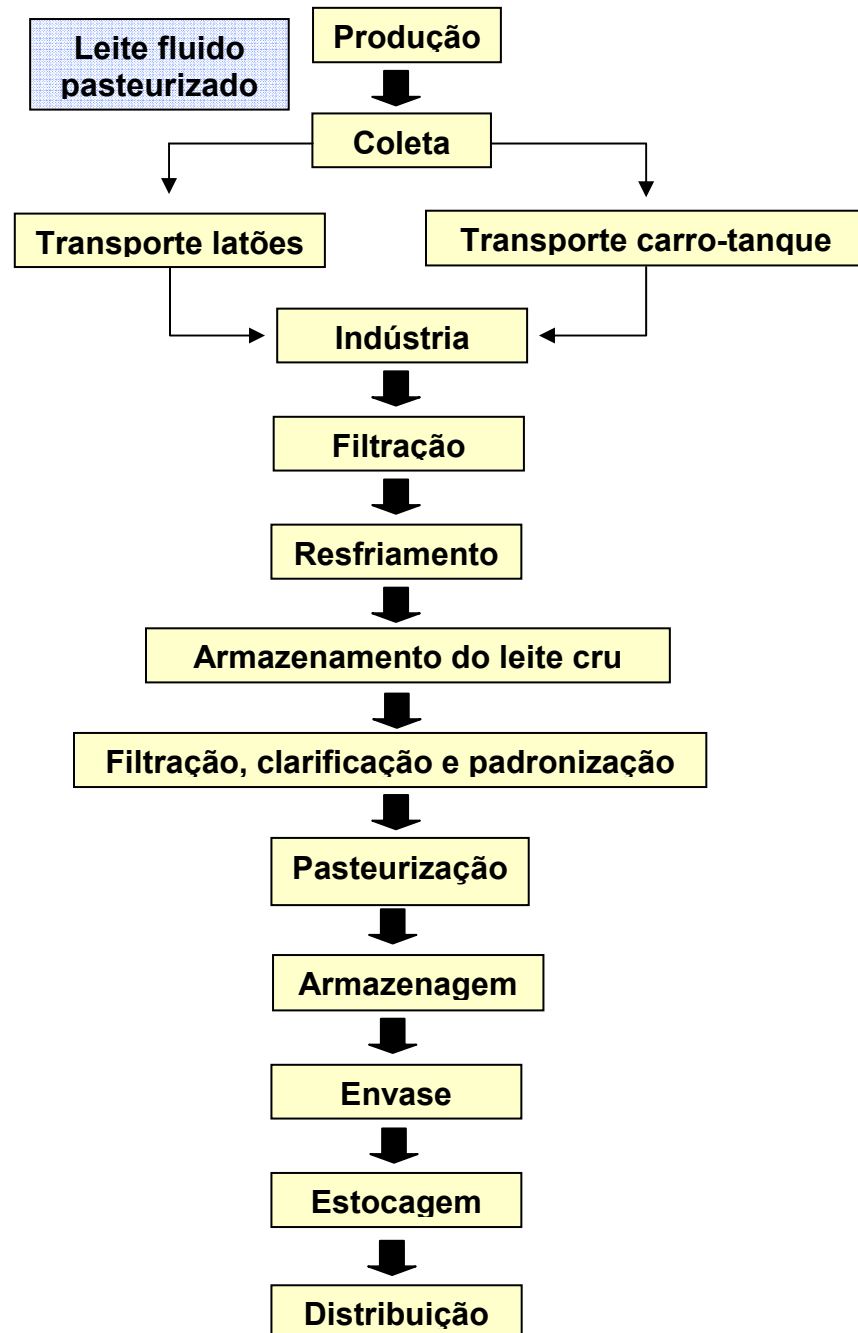 Leite fluido
pasteurizado
Produção
Coleta
Transporte latões
Transporte carro-tanque
Indústria
Filtração
Resfriamento
Armazenamento do leite cru
Filtração, clarificação e padronização
Pasteurização
Armazenagem
Envase
Estocagem
Distribuição